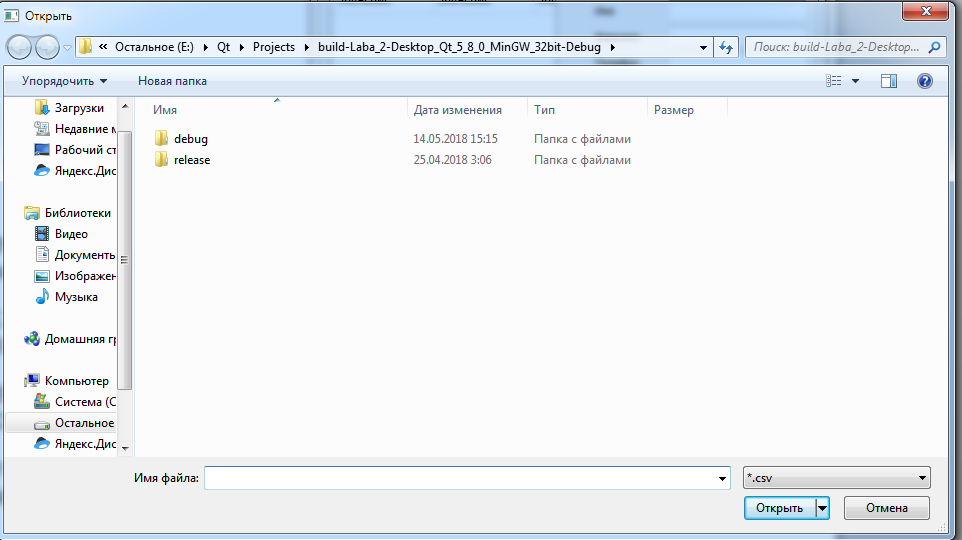 Открыть
« Остальное (E:) Qt Projects build-Laba_2-Desktop_Qt_5_8_0_MinGW_32bit-Debug
Поиск: build-Laba_2-Desktop...
Упорядочить Новая папка
Имя Дата изменения Тип Размер
debug 14.05.2018 15:15 Папка с файлами
release 25.04.2018 3:06 Папка с файлами
Загрузки
Недавние м
Рабочий ст
Яндекс.Дис
Библиотеки
Видео
Документь
Изображен
Музыка
Домашняя гр
Компьютер
Система (C
Остальное
Яндекс.Дис
Имя файла:
*.csv
Открыть Отмена